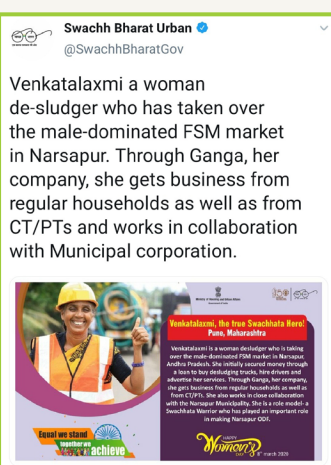 Swachh Bharat Urban
@SwachhBharatGov
Venkatalaxmi a woman
de-sludger who has taken over
the male-dominated FSM market
in Narsapur. Through Ganga, her
company, she gets business from
regular households as well as from
CT/PTs and works in collaboration
with Municipal corporation.
Venkatalaxmi, the true Swachhata Hero!
Pune, Maharashtra
Venkatalaxmi is a woman desludger who is taking
over the male-dominated FSM market in Narsapur,
Andhra Pradesh. She initially secured money through
a loan to buy desludging trucks, hire drivers and
advertise her services. Through Ganga, her company,
she gets business from regular households as well as
from CT/PTs. She also works in close collaboration
with the Narsapur Municipality. She is a role model- a
Swachhata Warrior who has played an important role
in making Narsapur ODF.
Equal we stand
together we
achieve
HAPPY
Women's
DAY
8th march 2020